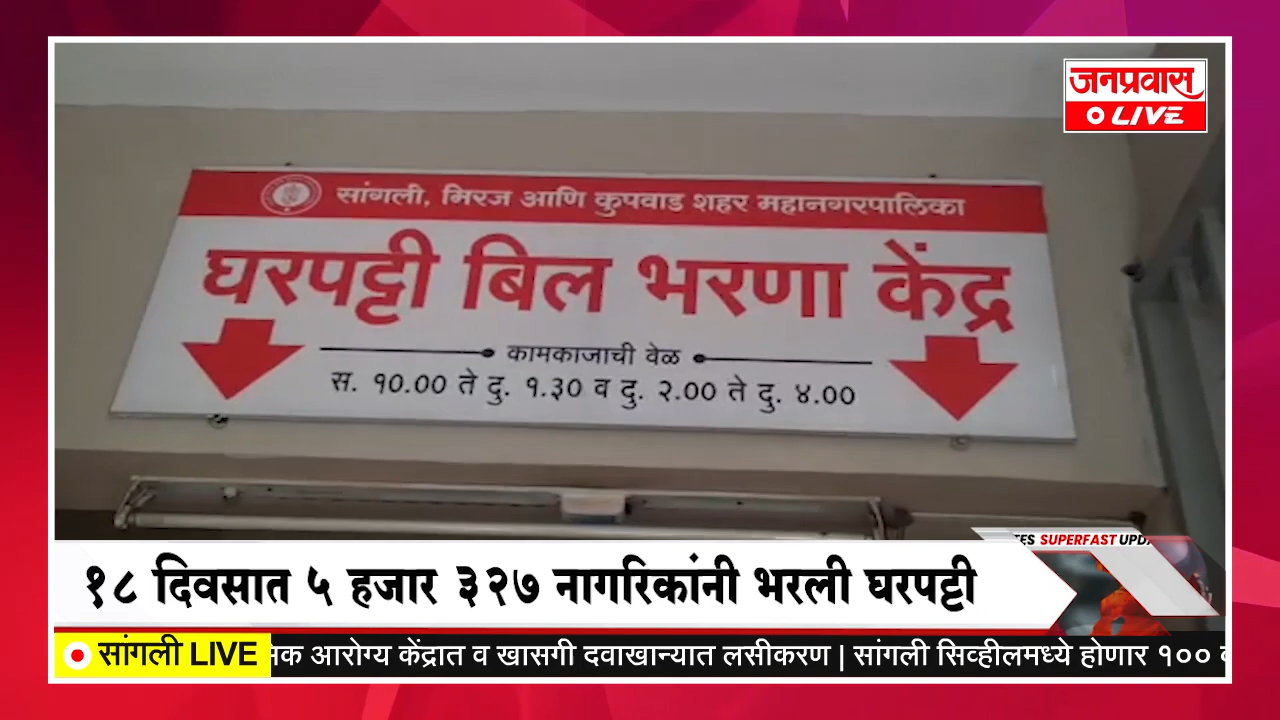 जनप्रवास
LIVE
सांगली, मिरज आणि कुपवाड शहर महानगरपालिका
घरपट्टी बिल भरणा केंद्र
कामकाजाची वेळ
स. १०.०० ते दु. १.३० व दु. २.०० ते दु. ४.००
SUPERFAST
१८ दिवसात ५ हजार ३२७ नागरिकांनी भरली घरपट्टी
सांगली LIVE
आरोग्य केंद्रात व खासगी दवाखान्यात लसीकरण | सांगली सिव्हीलमध्ये होणार १००